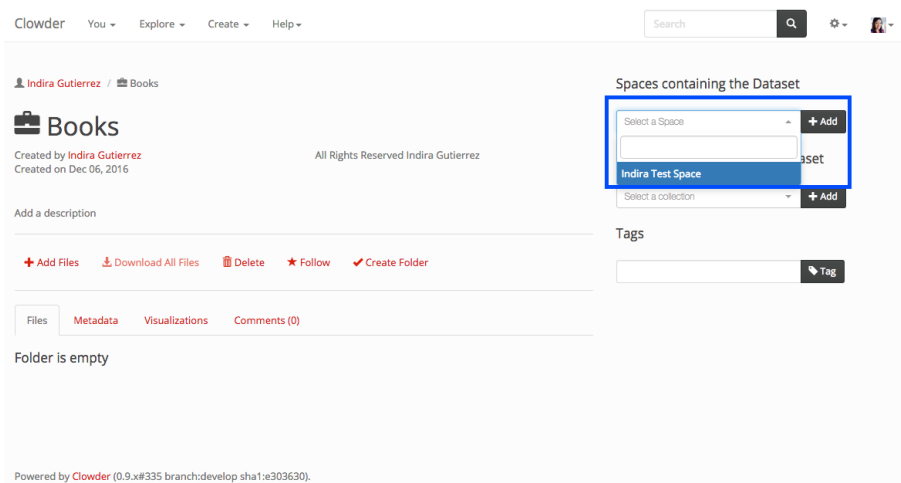 Clowder You Explore Create Help Search
Indira Gutierrez / Books
Books
Created by Indira Gutierrez All Rights Reserved Indira Gutierrez
Created on Dec 06, 2016
Add a description
Add Files Download All Files Delete Follow Create Folder
Files Metadata Visualizations Comments (0)
Folder is empty
Spaces containing the Dataset
Select a Space Add
Indira Test Space
aset
Select a collection Add
Tags
Tag
Powered by Clowder (0.9.x#335 branch:develop sha1:e303630).